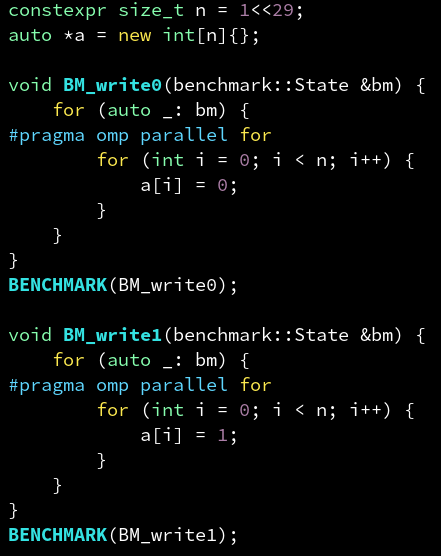 constexpr size_t n = 1<<29;
auto *a = new int[n]{};

void BM_write0(benchmark::State &bm) {
    for (auto _: bm) {
#pragma omp parallel for
        for (int i = 0; i < n; i++) {
            a[i] = 0;
        }
    }
}
BENCHMARK(BM_write0);

void BM_write1(benchmark::State &bm) {
    for (auto _: bm) {
#pragma omp parallel for
        for (int i = 0; i < n; i++) {
            a[i] = 1;
        }
    }
}
BENCHMARK(BM_write1);